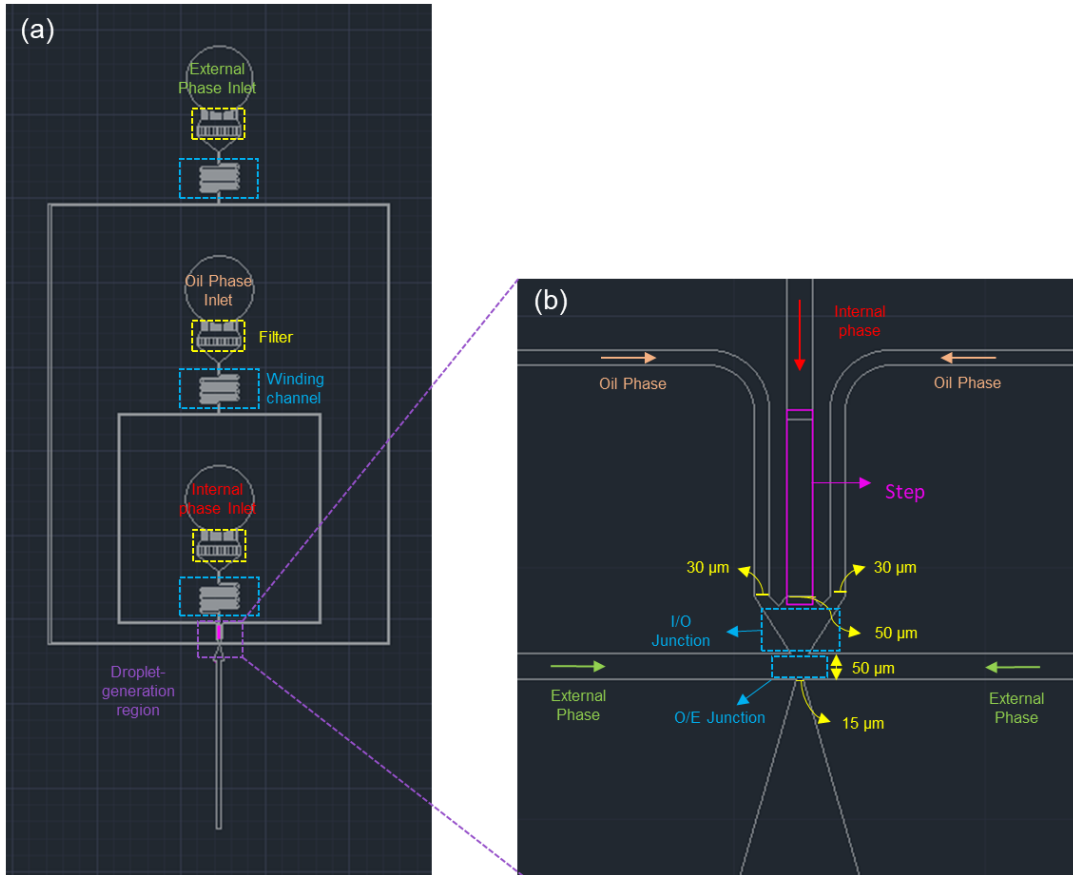 (a)
External
Phase Inlet
Oil Phase
Inlet
Filter
Winding
channel
Internal
phase Inlet
Droplet-
generation
region
(b)
Internal
phase
Oil Phase
Oil Phase
Step
30 µm
30 µm
I/O
Junction
50 µm
50 µm
External
Phase
O/E Junction
External
Phase
15 µm